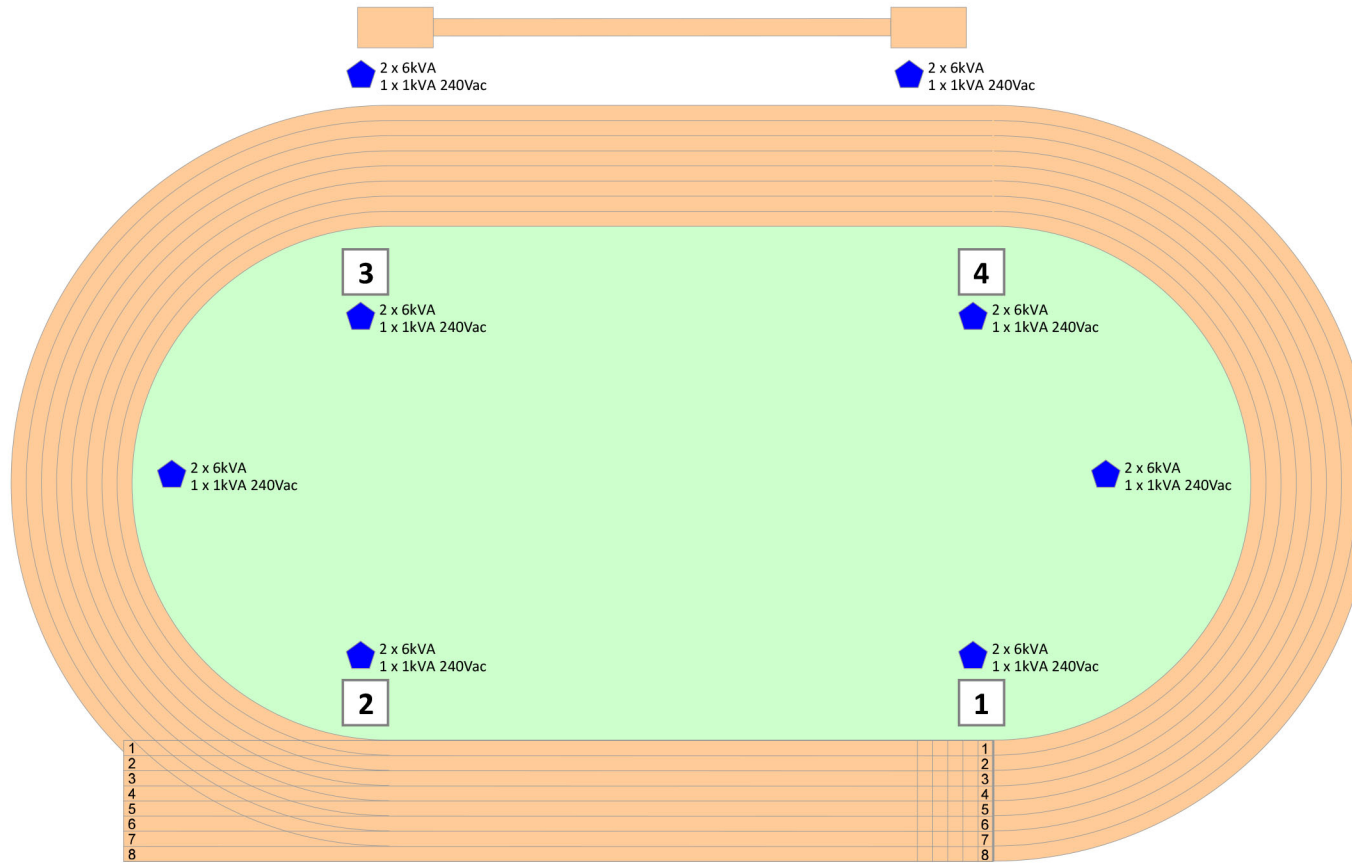 2 x 6kVA
1 x 1kVA 240Vac
2 x 6kVA
1 x 1kVA 240Vac
3
4
2 x 6kVA
1 x 1kVA 240Vac
2 x 6kVA
1 x 1kVA 240Vac
2 x 6kVA
1 x 1kVA 240Vac
2 x 6kVA
1 x 1kVA 240Vac
2 x 6kVA
1 x 1kVA 240Vac
2 x 6kVA
1 x 1kVA 240Vac
2
1
1 1
2 2
3 3
4 4
5 5
6 6
7 7
8 8